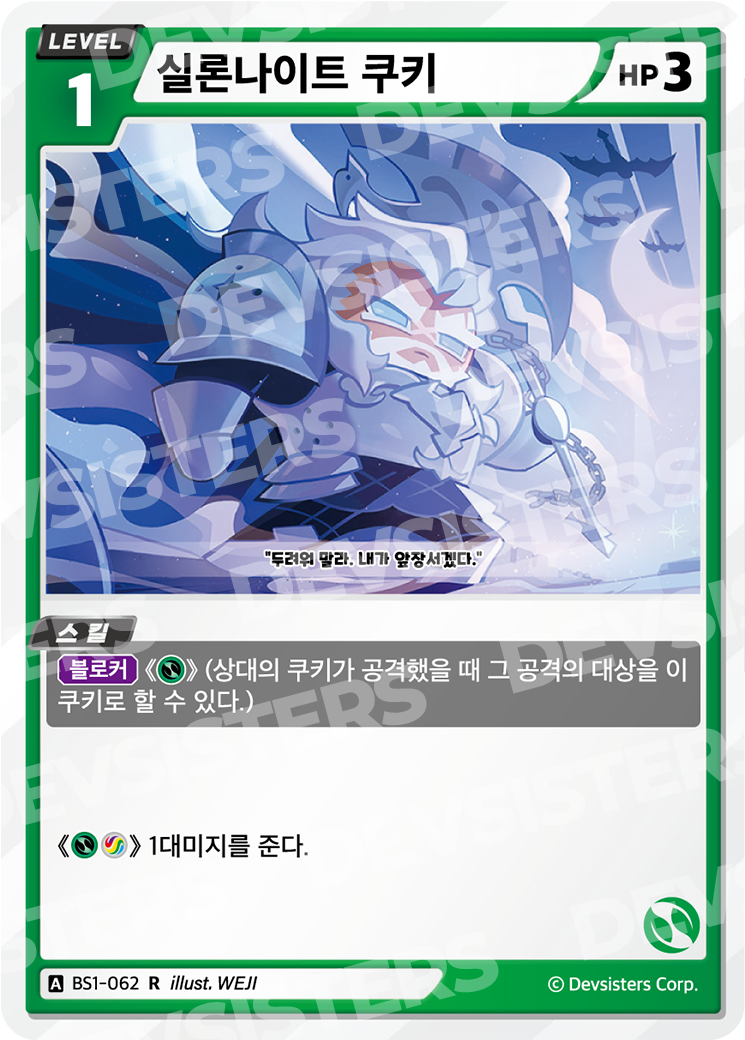 LEVEL
1
실론나이트 쿠키
HP 3
"두려워 말라. 내가 앞장서겠다."
스킬
블로커 《》 (상대의 쿠키가 공격했을 때 그 공격의 대상을 이
쿠키로 할 수 있다.)
《》 1대미지를 준다.
A BS1-062 R illust. WEJI
© Devsisters Corp.
DEVSISTERS